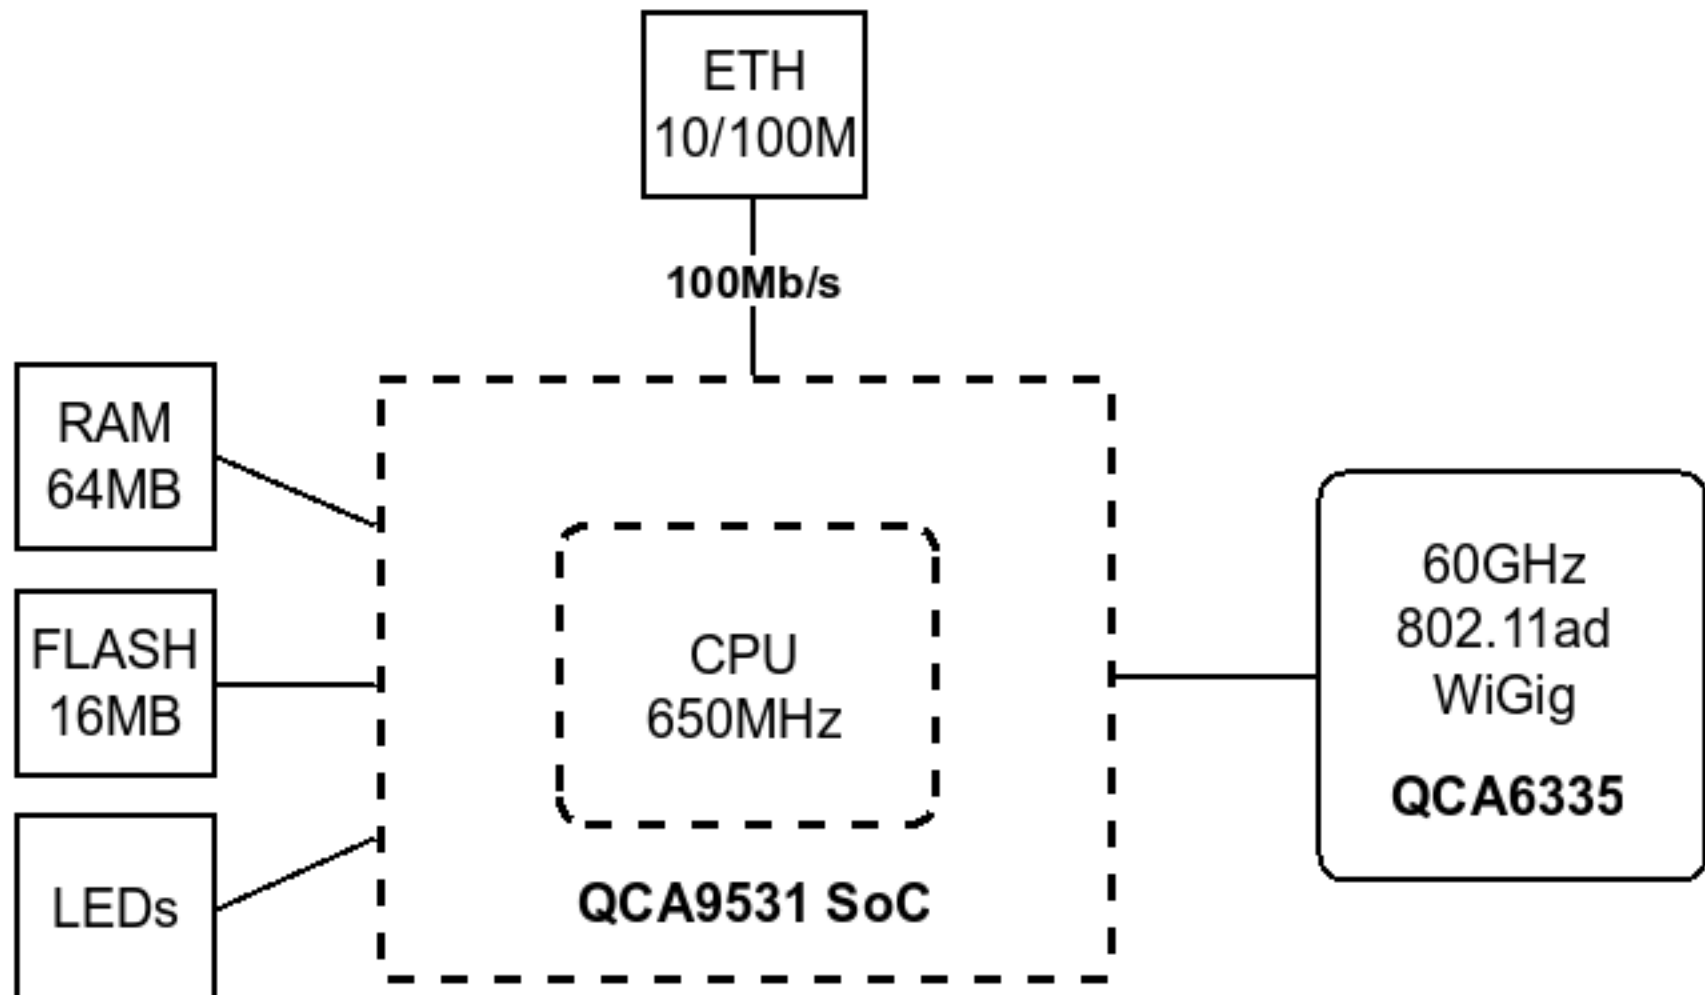 ETH
10/100M
100Mb/s
RAM
64MB
FLASH
16MB
LEDs
CPU
650MHz
QCA9531 SoC
60GHz
802.11ad
WiGig
QCA6335